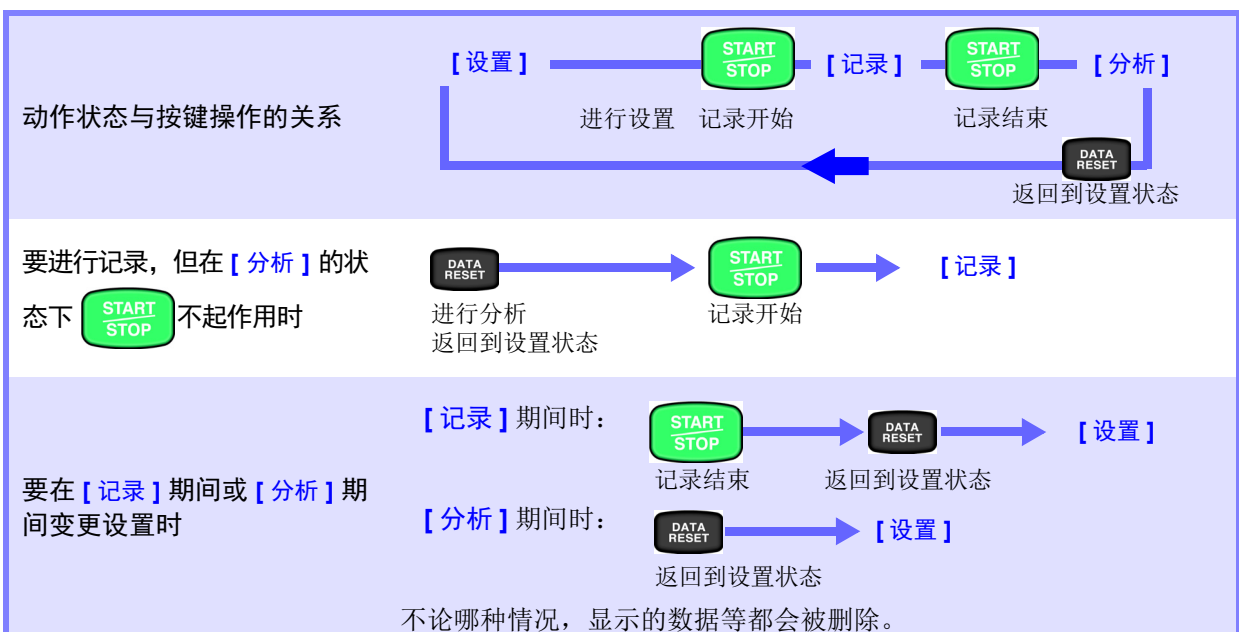 [ 设置 ] START STOP [ 记录 ] START STOP [ 分析 ]
动作状态与按键操作的关系
进行设置 记录开始 记录结束
DATA RESET
返回到设置状态
要进行记录，但在 [ 分析 ] 的状
态下 START STOP 不起作用时
DATA RESET START STOP [ 记录 ]
进行分析 记录开始
返回到设置状态
要在 [ 记录 ] 期间或 [ 分析 ] 期
间变更设置时
[ 记录 ] 期间时： START STOP DATA RESET [ 设置 ]
记录结束 返回到设置状态
[ 分析 ] 期间时： DATA RESET [ 设置 ]
返回到设置状态
不论哪种情况，显示的数据等都会被删除。